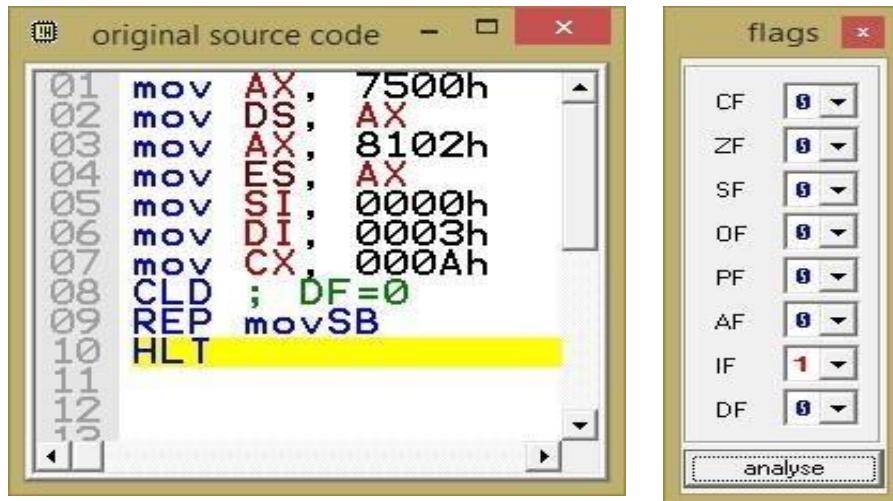 original source code
01 mov AX, 7500h
02 mov DS, AX
03 mov AX, 8102h
04 mov ES, AX
05 mov SI, 0000h
06 mov DI, 0003h
07 mov CX, 000Ah
08 CLD ; DF=0
09 REP movSB
10 HLT
11
12
13
flags
CF 0
ZF 0
SF 0
OF 0
PF 0
AF 0
IF 1
DF 0
analyse